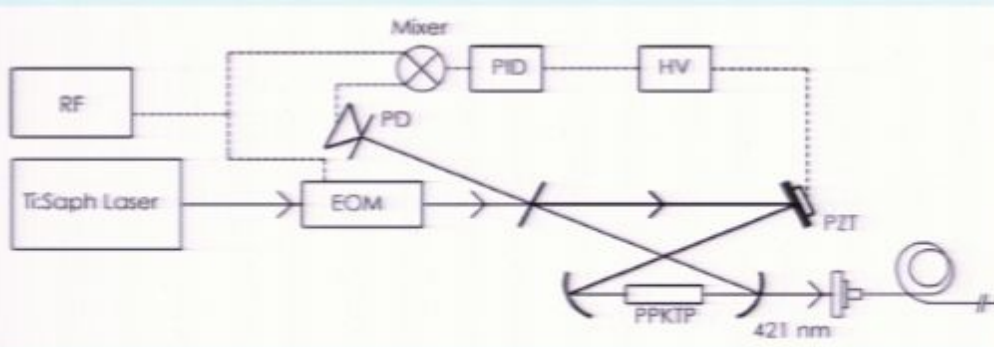 Mixer
RF
PID
HV
PD
Ti:Saph Laser
EOM
PZT
PPKTP
421 nm